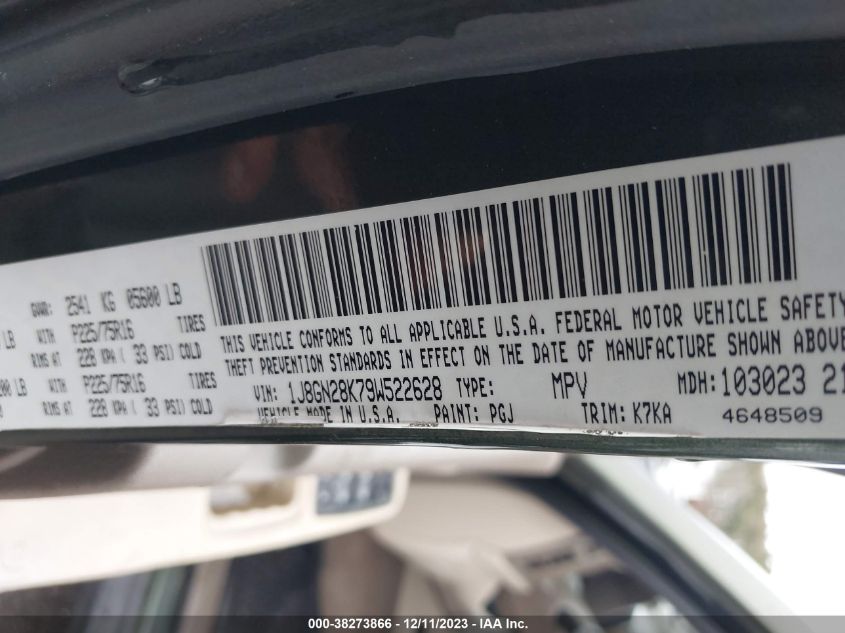 GVWR: 2541 KG 05600 LB
LB WITH P225/75R16 TIRES
RIMS AT 228 KPA ( 33 PSI) COLD
00 LB WITH P225/75R16 TIRES
RIMS AT 228 KPA ( 33 PSI) COLD
THIS VEHICLE CONFORMS TO ALL APPLICABLE U.S.A. FEDERAL MOTOR VEHICLE SAFETY
THEFT PREVENTION STANDARDS IN EFFECT ON THE DATE OF MANUFACTURE SHOWN ABOVE
VIN: 1J8GN28K79W522628 TYPE: MPV MDH: 103023 21
VEHICLE MADE IN PAINT: PGJ TRIM: K7KA 4648509
000-38273866 • 12/11/2023 - © IAA Inc.